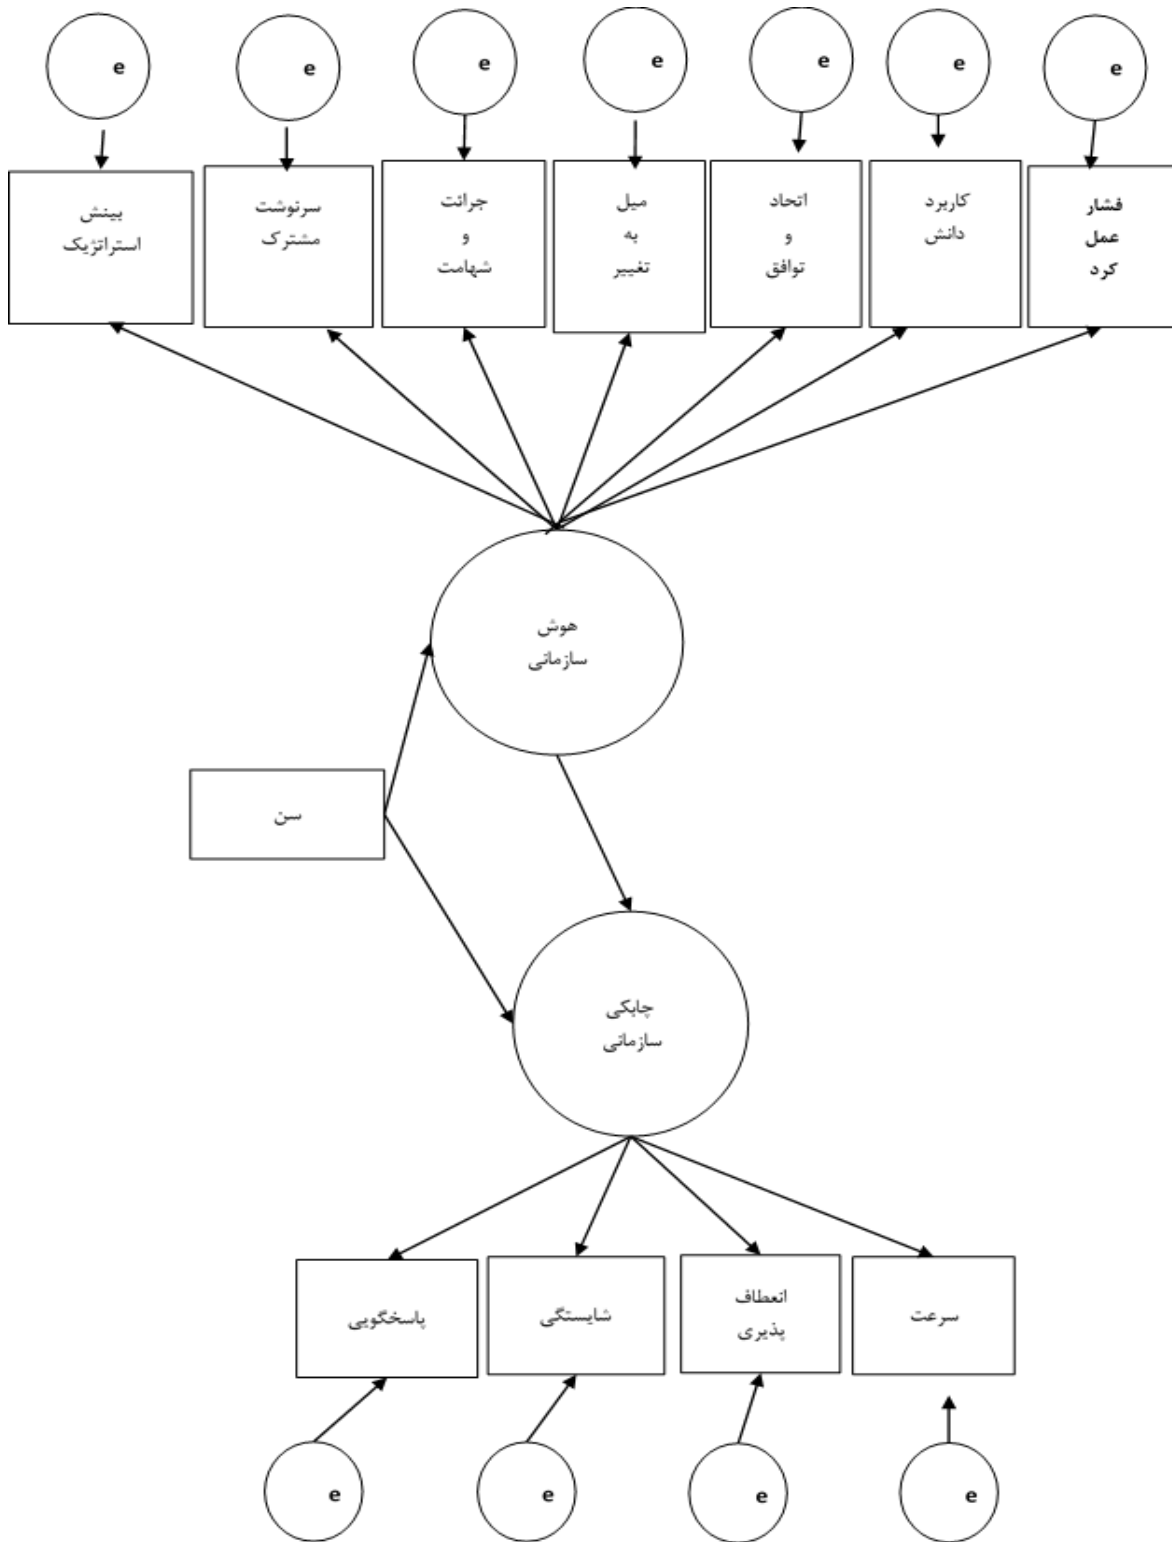 e
e
e
e
e
e
e
بینش
استراتژیک
سرنوشت
مشترک
جرائت
و
شهامت
میل
به
تغییر
اتحاد
و
توافق
کاربرد
دانش
فشار
عمل
کرد
هوش
سازمانی
سن
چابکی
سازمانی
پاسخگویی
شایستگی
انعطاف
پذیری
سرعت
e
e
e
e